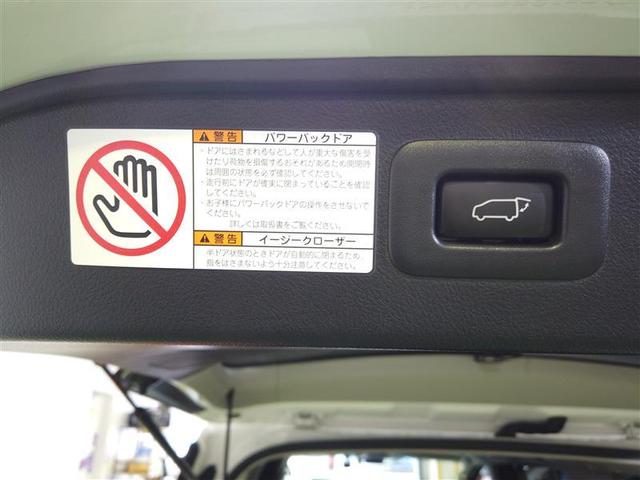 警告 パワーバックドア
・ドアにはさまれるなどして人が重大な傷害を受
けたり荷物を損傷するおそれがあるため開閉時
は周囲の状態を必ず確認してください。
・走行前にドアが確実に閉まっていることを確認
してください。
・お子様にパワーバックドアの操作をさせないで
ください。
詳しくは取扱書をご覧ください。
警告 イージークローザー
半ドア状態のときドアが自動的に閉まるため、
指をはさまないよう十分注意してください。